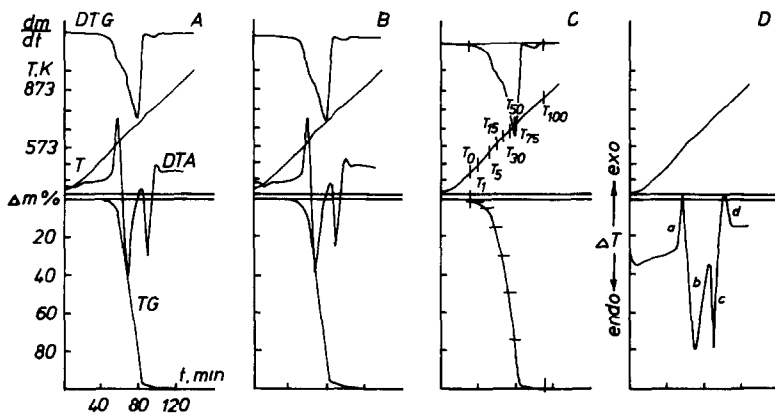 dm/dt
DTG
A
B
C
D
T,K
873
573
T
DTA
Δm%
20
40
60
80
TG
t, min
40
80
120
T0
T1
T5
T15
T30
T50
T75
T100
exo
ΔT
endo
a
b
c
d